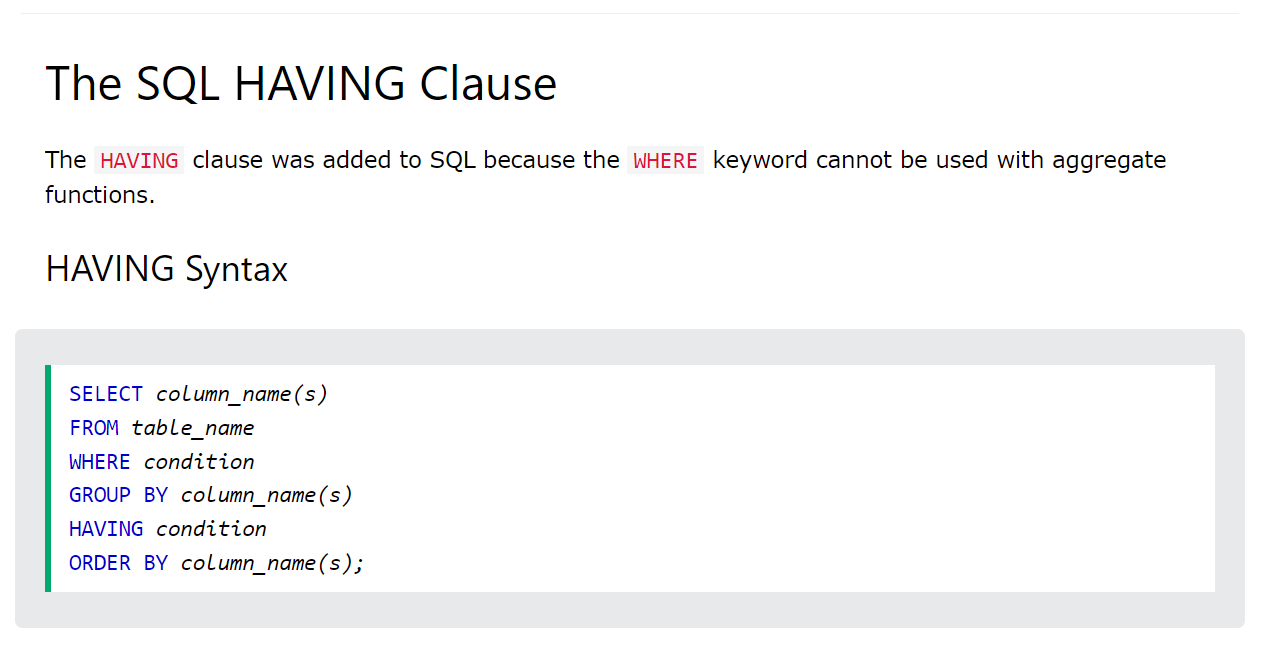 The SQL HAVING Clause
The HAVING clause was added to SQL because the WHERE keyword cannot be used with aggregate
functions.
HAVING Syntax
SELECT column_name(s)
FROM table_name
WHERE condition
GROUP BY column_name(s)
HAVING condition
ORDER BY column_name(s);